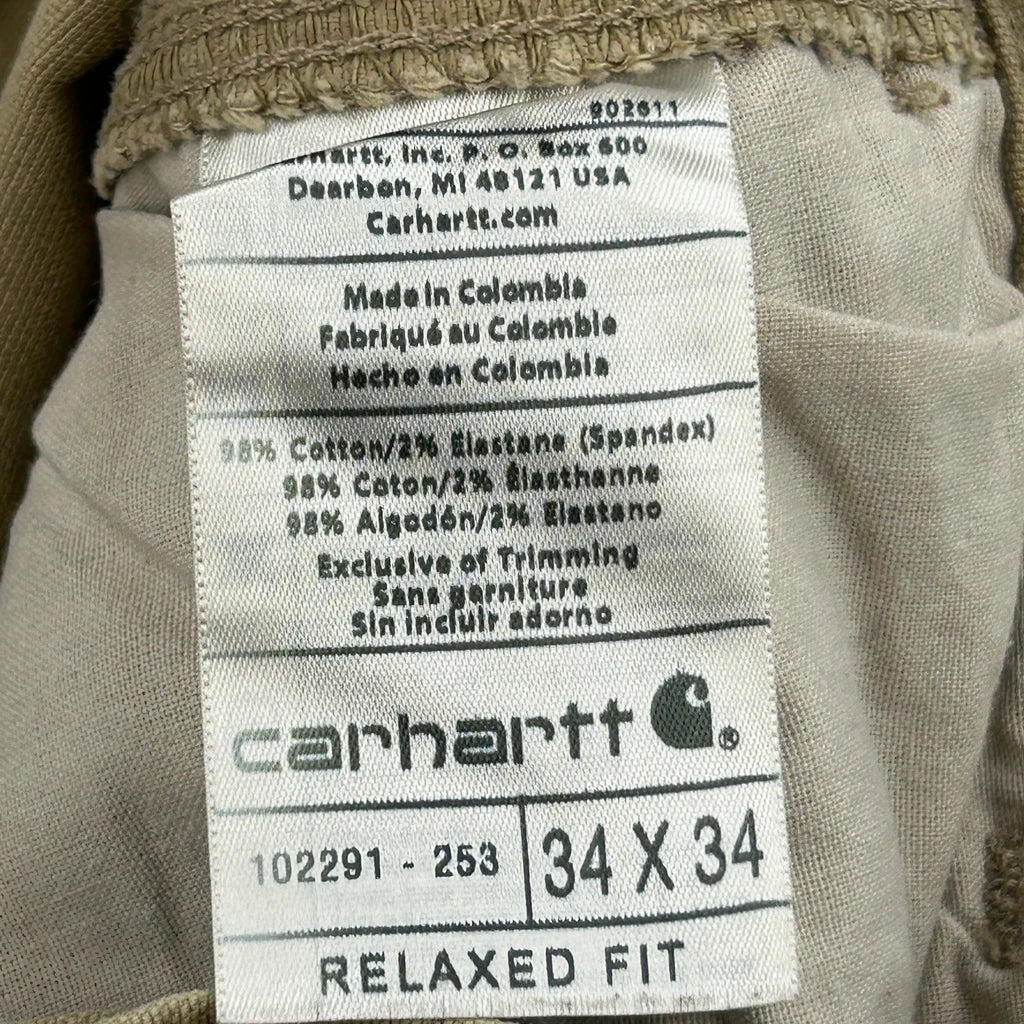 902611
Inc. P. O. Box 600
Dearbon, MI 48121 USA
Carhartt.com
Made in Colombia
Fabriqué au Colombie
Hecho en Colombia
98% Cotton/2% Elastane (Spandex)
98% Coton/2% Élasthanne
98% Algodón/2% Elastano
Exclusive of Trimming
Sans garniture
Sin incluir adorno
carhartt ®
102291 - 253
34 X 34
RELAXED FIT